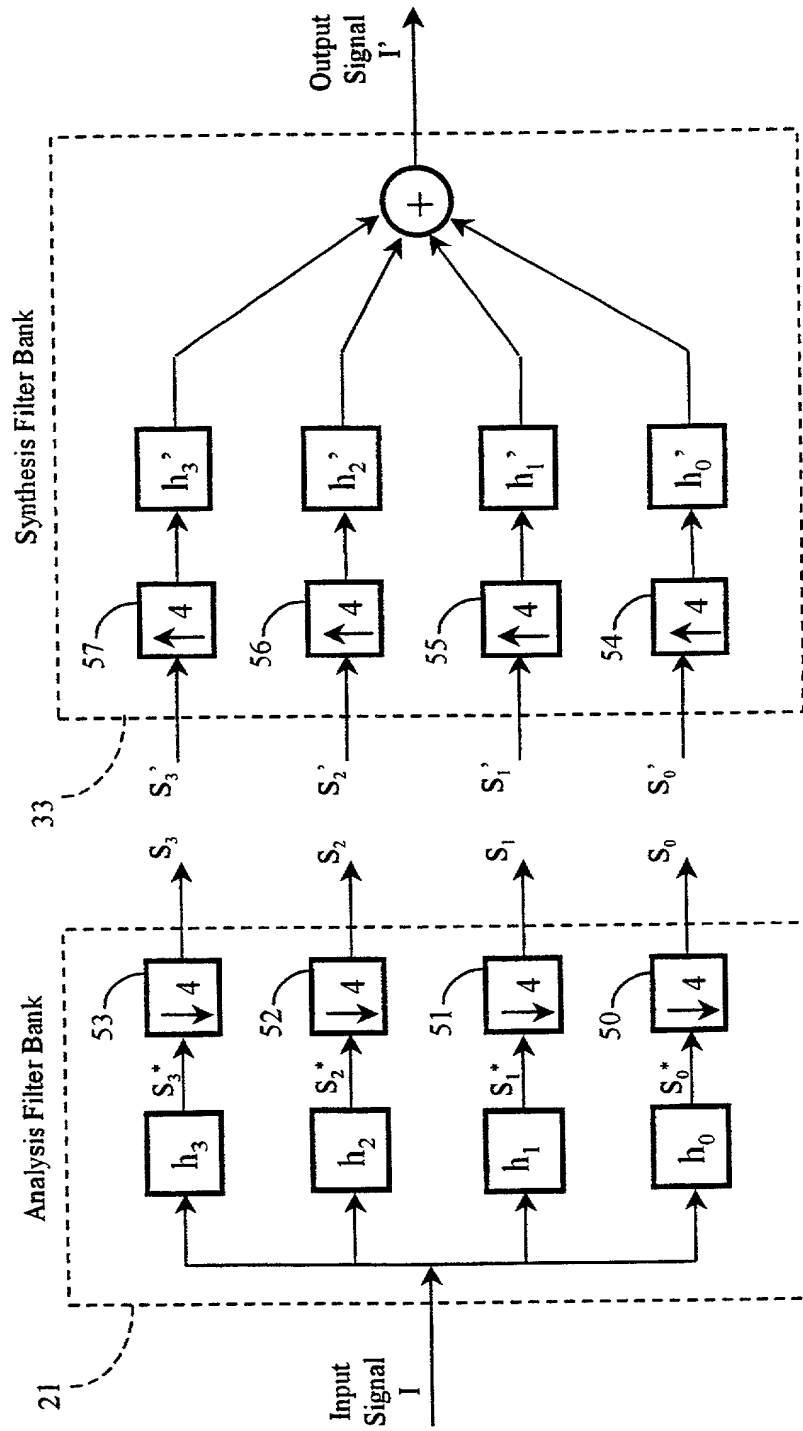 Analysis Filter Bank
Synthesis Filter Bank
21
33
Input
Signal
I
h₃
S₃*
53
↓4
S₃
S₃'
57
↑4
h₃'
h₂
S₂*
52
↓4
S₂
S₂'
56
↑4
h₂'
h₁
S₁*
51
↓4
S₁
S₁'
55
↑4
h₁'
h₀
S₀*
50
↓4
S₀
S₀'
54
↑4
h₀'
+
Output
Signal
I'